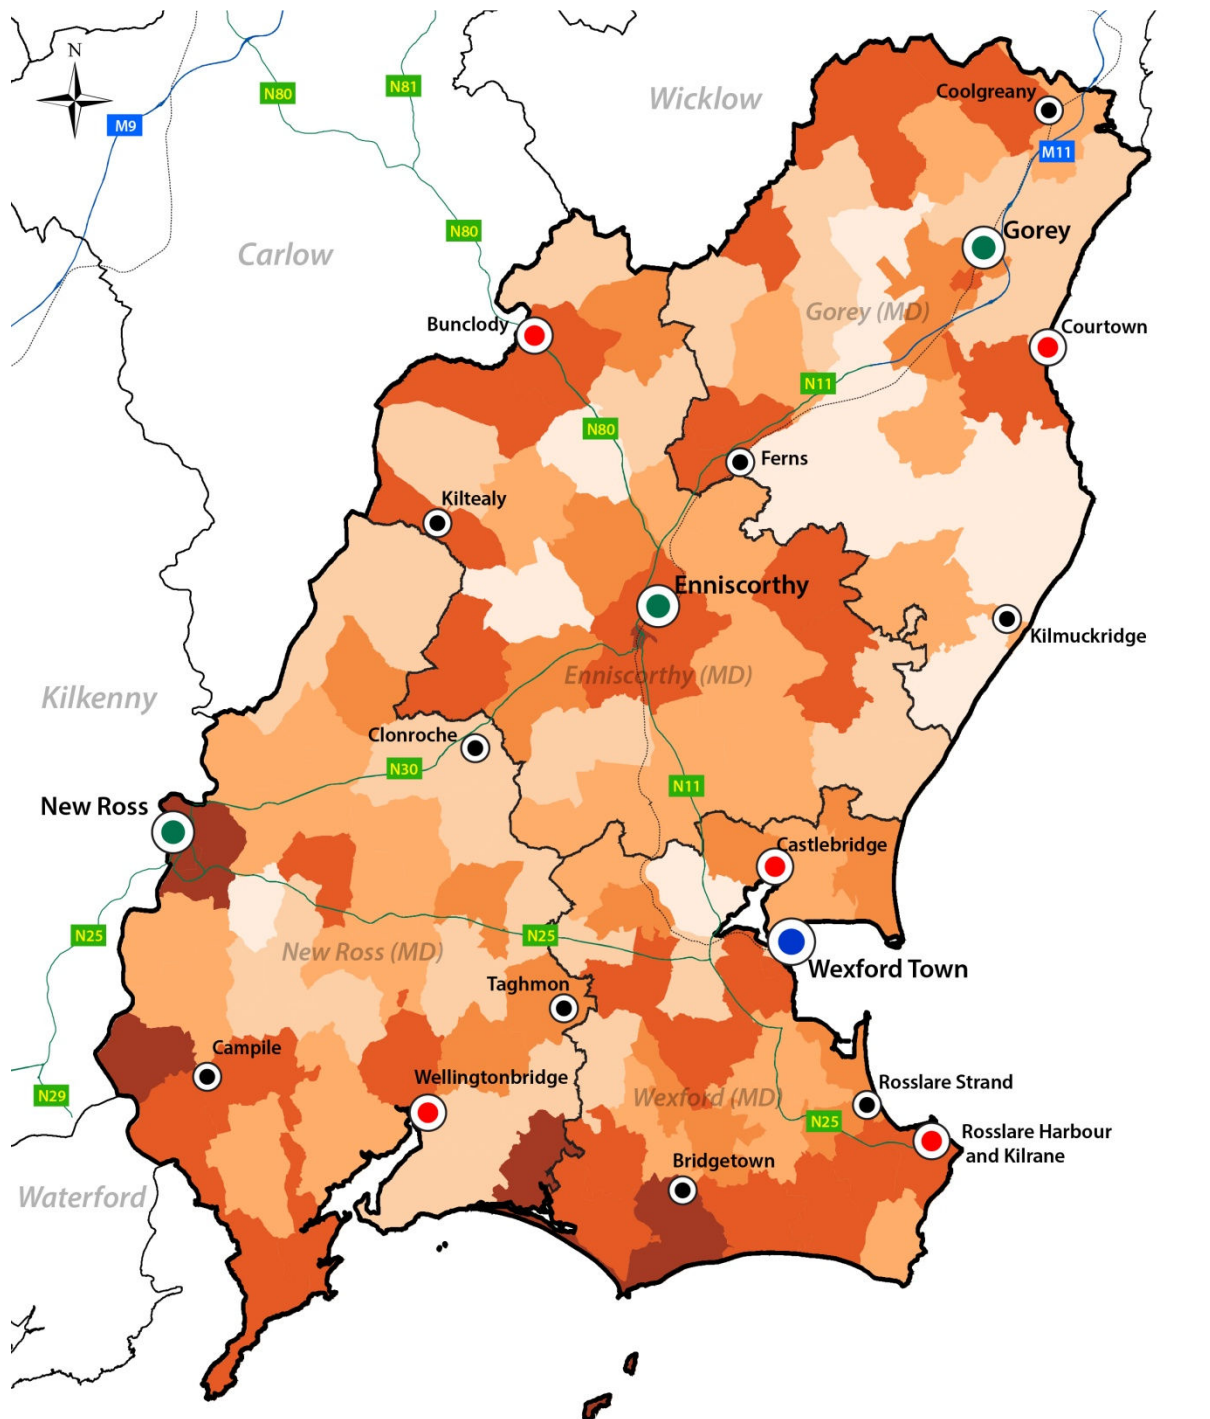 N
N80
N81
Wicklow
Coolgreany
M9
M11
N80
Gorey
Carlow
Gorey (MD)
Bunclody
Courtown
N11
N80
Ferns
Kiltealy
Enniscorthy
Kilmuckridge
Enniscorthy (MD)
Kilkenny
Clonroche
N30
N11
New Ross
Castlebridge
N25
N25
New Ross (MD)
Wexford Town
Taghmon
Campile
Wellingtonbridge
Rosslare Strand
N29
Wexford (MD)
N25
Rosslare Harbour
and Kilrane
Bridgetown
Waterford